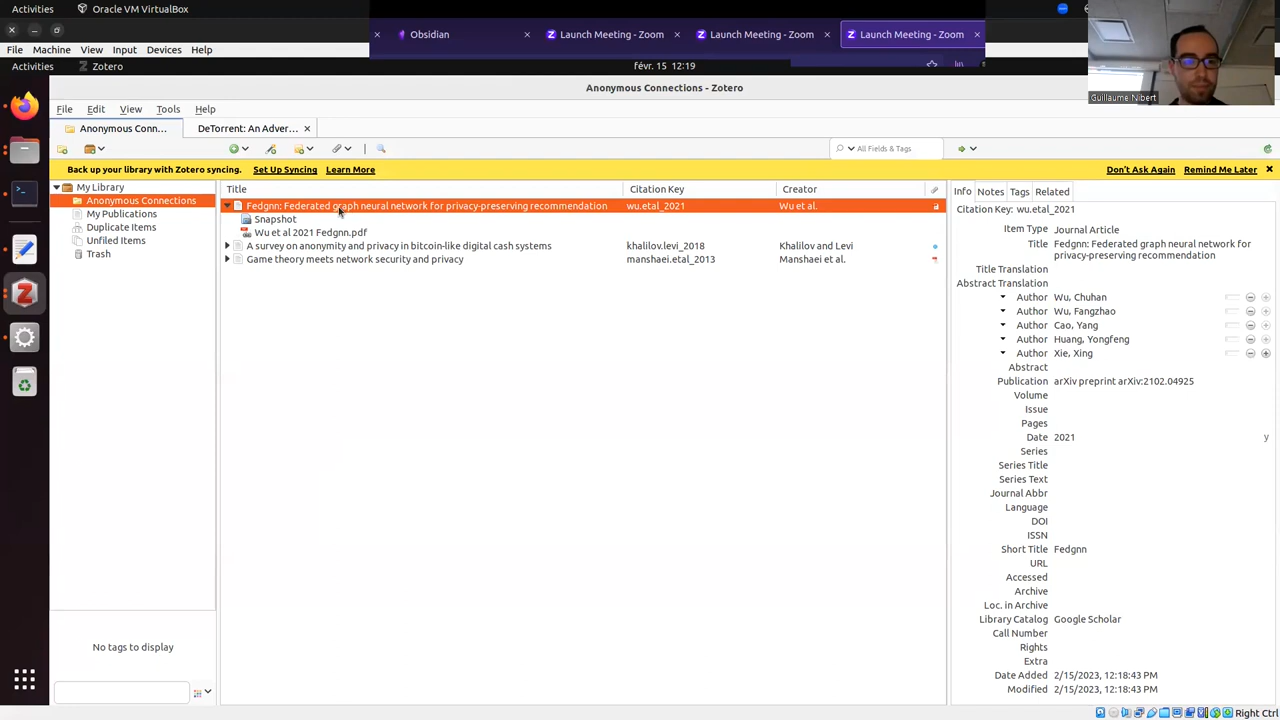 Activities Oracle VM VirtualBox
Obsidian Launch Meeting - Zoom Launch Meeting - Zoom Launch Meeting - Zoom
File Machine View Input Devices Help
Activities Zotero févr. 15 12:19
Anonymous Connections - Zotero
Guillaume Nibert
File Edit View Tools Help
Anonymous Conn... DeTorrent: An Adver...
All Fields & Tags
Back up your library with Zotero syncing. Set Up Syncing Learn More Don't Ask Again Remind Me Later
My Library
Anonymous Connections
My Publications
Duplicate Items
Unfiled Items
Trash
No tags to display
Title Citation Key Creator
Fedgnn: Federated graph neural network for privacy-preserving recommendation wu.etal_2021 Wu et al.
Snapshot
Wu et al 2021 Fedgnn.pdf
A survey on anonymity and privacy in bitcoin-like digital cash systems khalilov.levi_2018 Khalilov and Levi
Game theory meets network security and privacy manshaei.etal_2013 Manshaei et al.
Info Notes Tags Related
Citation Key: wu.etal_2021
Item Type Journal Article
Title Fedgnn: Federated graph neural network for
privacy-preserving recommendation
Title Translation
Abstract Translation
Author Wu, Chuhan
Author Wu, Fangzhao
Author Cao, Yang
Author Huang, Yongfeng
Author Xie, Xing
Abstract
Publication arXiv preprint arXiv:2102.04925
Volume
Issue
Pages
Date 2021 y
Series
Series Title
Series Text
Journal Abbr
Language
DOI
ISSN
Short Title Fedgnn
URL
Accessed
Archive
Loc. in Archive
Library Catalog Google Scholar
Call Number
Rights
Extra
Date Added 2/15/2023, 12:18:43 PM
Modified 2/15/2023, 12:18:43 PM
Right Ctrl